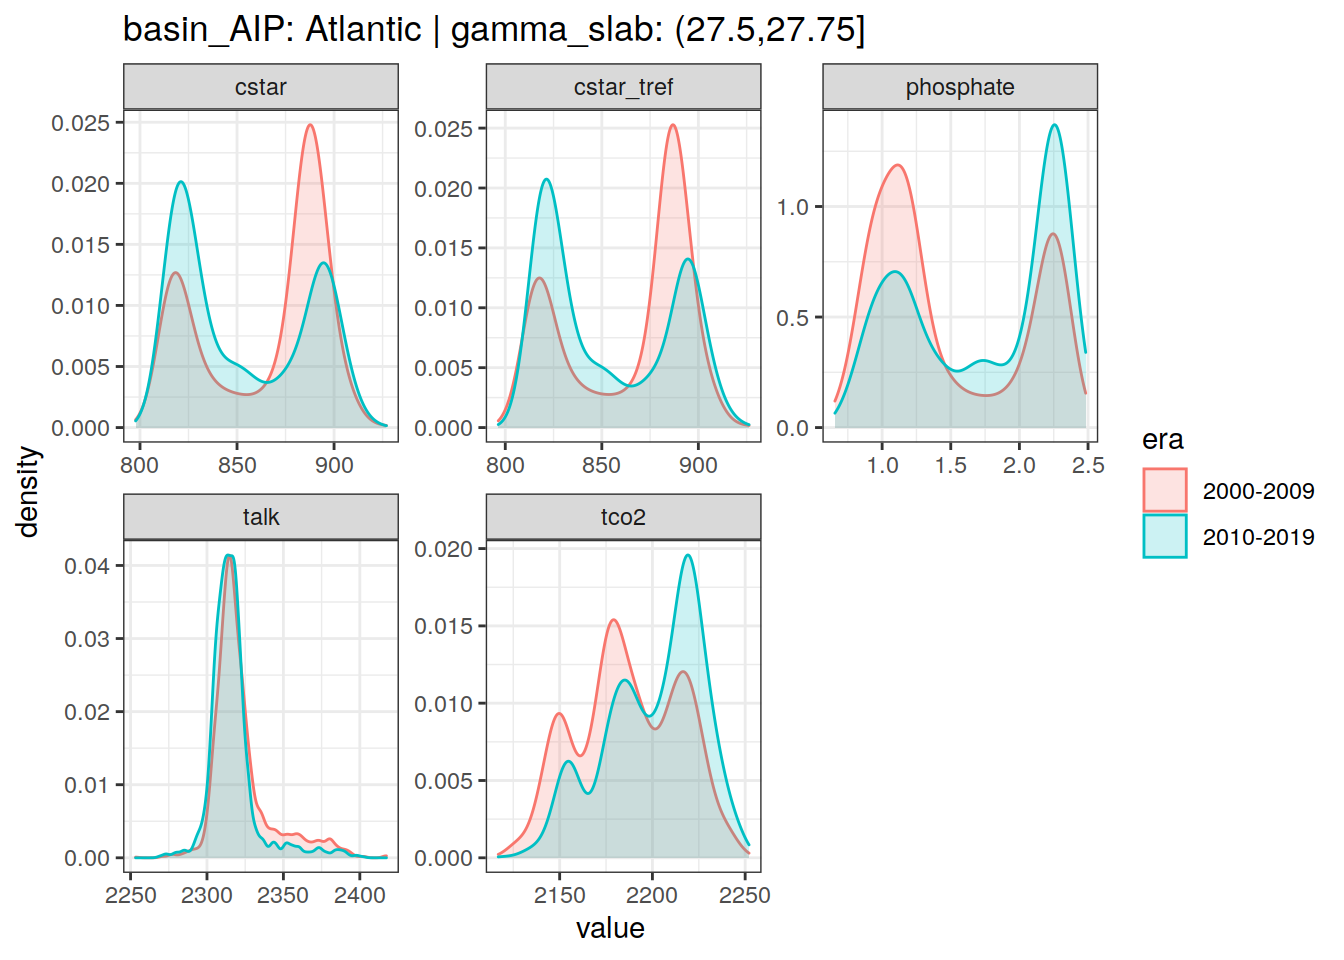 basin_AIP: Atlantic | gamma_slab: (27.5,27.75]
cstar
cstar_tref
phosphate
0.025
0.020
0.015
0.010
0.005
0.000
800 850 900
0.025
0.020
0.015
0.010
0.005
0.000
800 850 900
1.0
0.5
0.0
1.0 1.5 2.0 2.5
talk
tco2
0.04
0.03
0.02
0.01
0.00
2250 2300 2350 2400
0.020
0.015
0.010
0.005
0.000
2150 2200 2250
density
value
era
2000-2009
2010-2019